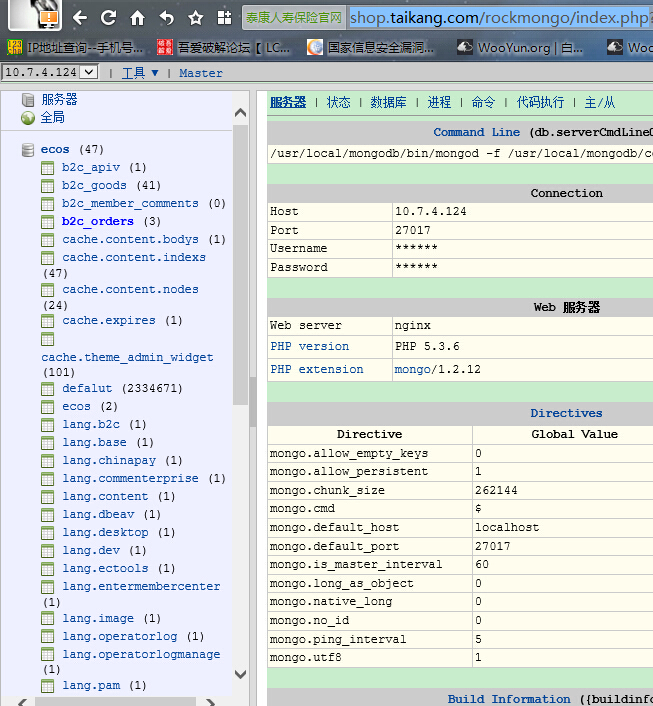 泰康人寿保险官网 shop.taikang.com/rockmongo/index.php?
IP地址查询--手机号... 吾爱破解论坛【 LC... 国家信息安全漏洞... WooYun.org | 白... Woo
10.7.4.124 | 工具 ▼ | Master
服务器
全局
ecos (47)
b2c_apiv (1)
b2c_goods (41)
b2c_member_comments (0)
b2c_orders (3)
cache.content.bodys (1)
cache.content.indexs
(47)
cache.content.nodes
(24)
cache.expires (1)
cache.theme_admin_widget
(101)
defalut (2334671)
ecos (2)
lang.b2c (1)
lang.base (1)
lang.chinapay (1)
lang.commenterprise (1)
lang.content (1)
lang.dbeav (1)
lang.desktop (1)
lang.dev (1)
lang.ectools (1)
lang.entermembercenter
(1)
lang.image (1)
lang.operatorlog (1)
lang.operatorlogmanage
(1)
lang.pam (1)
服务器 | 状态 | 数据库 | 进程 | 命令 | 代码执行 | 主/从
Command Line (db.serverCmdLineO
/usr/local/mongodb/bin/mongod -f /usr/local/mongodb/co
Connection
Host 10.7.4.124
Port 27017
Username ******
Password ******
Web 服务器
Web server nginx
PHP version PHP 5.3.6
PHP extension mongo/1.2.12
Directives
Directive Global Value
mongo.allow_empty_keys 0
mongo.allow_persistent 1
mongo.chunk_size 262144
mongo.cmd $
mongo.default_host localhost
mongo.default_port 27017
mongo.is_master_interval 60
mongo.long_as_object 0
mongo.native_long 0
mongo.no_id 0
mongo.ping_interval 5
mongo.utf8 1
Build Information ({buildinfo